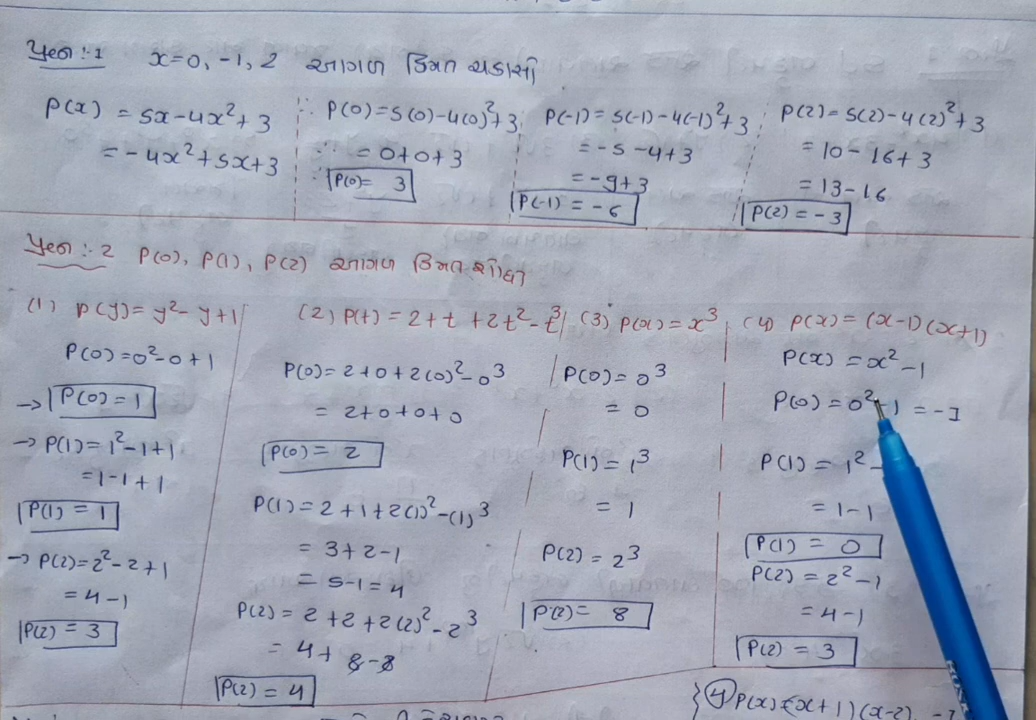 પ્રશ્ન :- 1 x=0, -1, 2 આગળ કિંમત શોધો
P(x) = 5x-4x²+3
= -4x²+5x+3
∴ P(0)=5(0)-4(0)²+3
∴ = 0+0+3
∴ P(0)= 3
P(-1) = 5(-1)-4(-1)²+3
= -5-4+3
= -9+3
P(-1) = -6
P(2)=5(2)-4(2)²+3
= 10-16+3
= 13-16
P(2) = -3
પ્રશ્ન :- 2 P(0), P(1), P(2) આગળ કિંમત શોધો
(1) P(y)=y²-y+1
P(0)=0²-0+1
→ P(0)=1
→ P(1)=1²-1+1
=1-1+1
P(1) = 1
→ P(2)=2²-2+1
= 4-1
P(2) = 3
(2) P(t) = 2+t+2t²-t³
P(0)=2+0+2(0)²-0³
= 2+0+0+0
P(0) = 2
P(1) = 2+1+2(1)²-(1)³
= 3+2-1
= 5-1=4
P(2) = 2+2+2(2)²-2³
= 4+8-8
P(2) = 4
(3) P(x)=x³
P(0)=0³
= 0
P(1)=1³
= 1
P(2) = 2³
P(2) = 8
(4) P(x)=(x-1)(x+1)
P(x) = x²-1
P(0)=0²-1 = -1
P(1) = 1²-
= 1-1
P(1) = 0
P(2) = 2²-1
= 4-1
P(2) = 3
(4) P(x)=(x+1)(x-2)